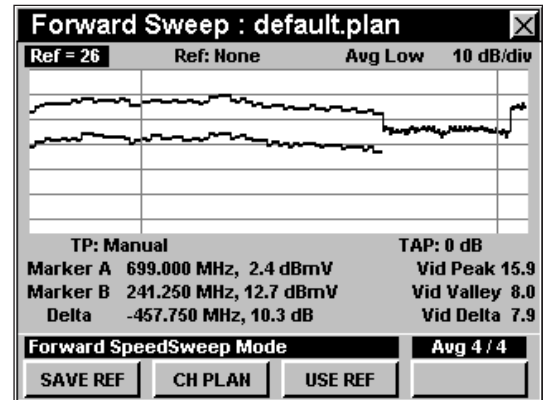 Forward Sweep : default.plan
Ref = 26 Ref: None Avg Low 10 dB/div
TP: Manual TAP: 0 dB
Marker A 699.000 MHz, 2.4 dBmV Vid Peak 15.9
Marker B 241.250 MHz, 12.7 dBmV Vid Valley 8.0
Delta -457.750 MHz, 10.3 dB Vid Delta 7.9
Forward SpeedSweep Mode Avg 4 / 4
SAVE REF CH PLAN USE REF